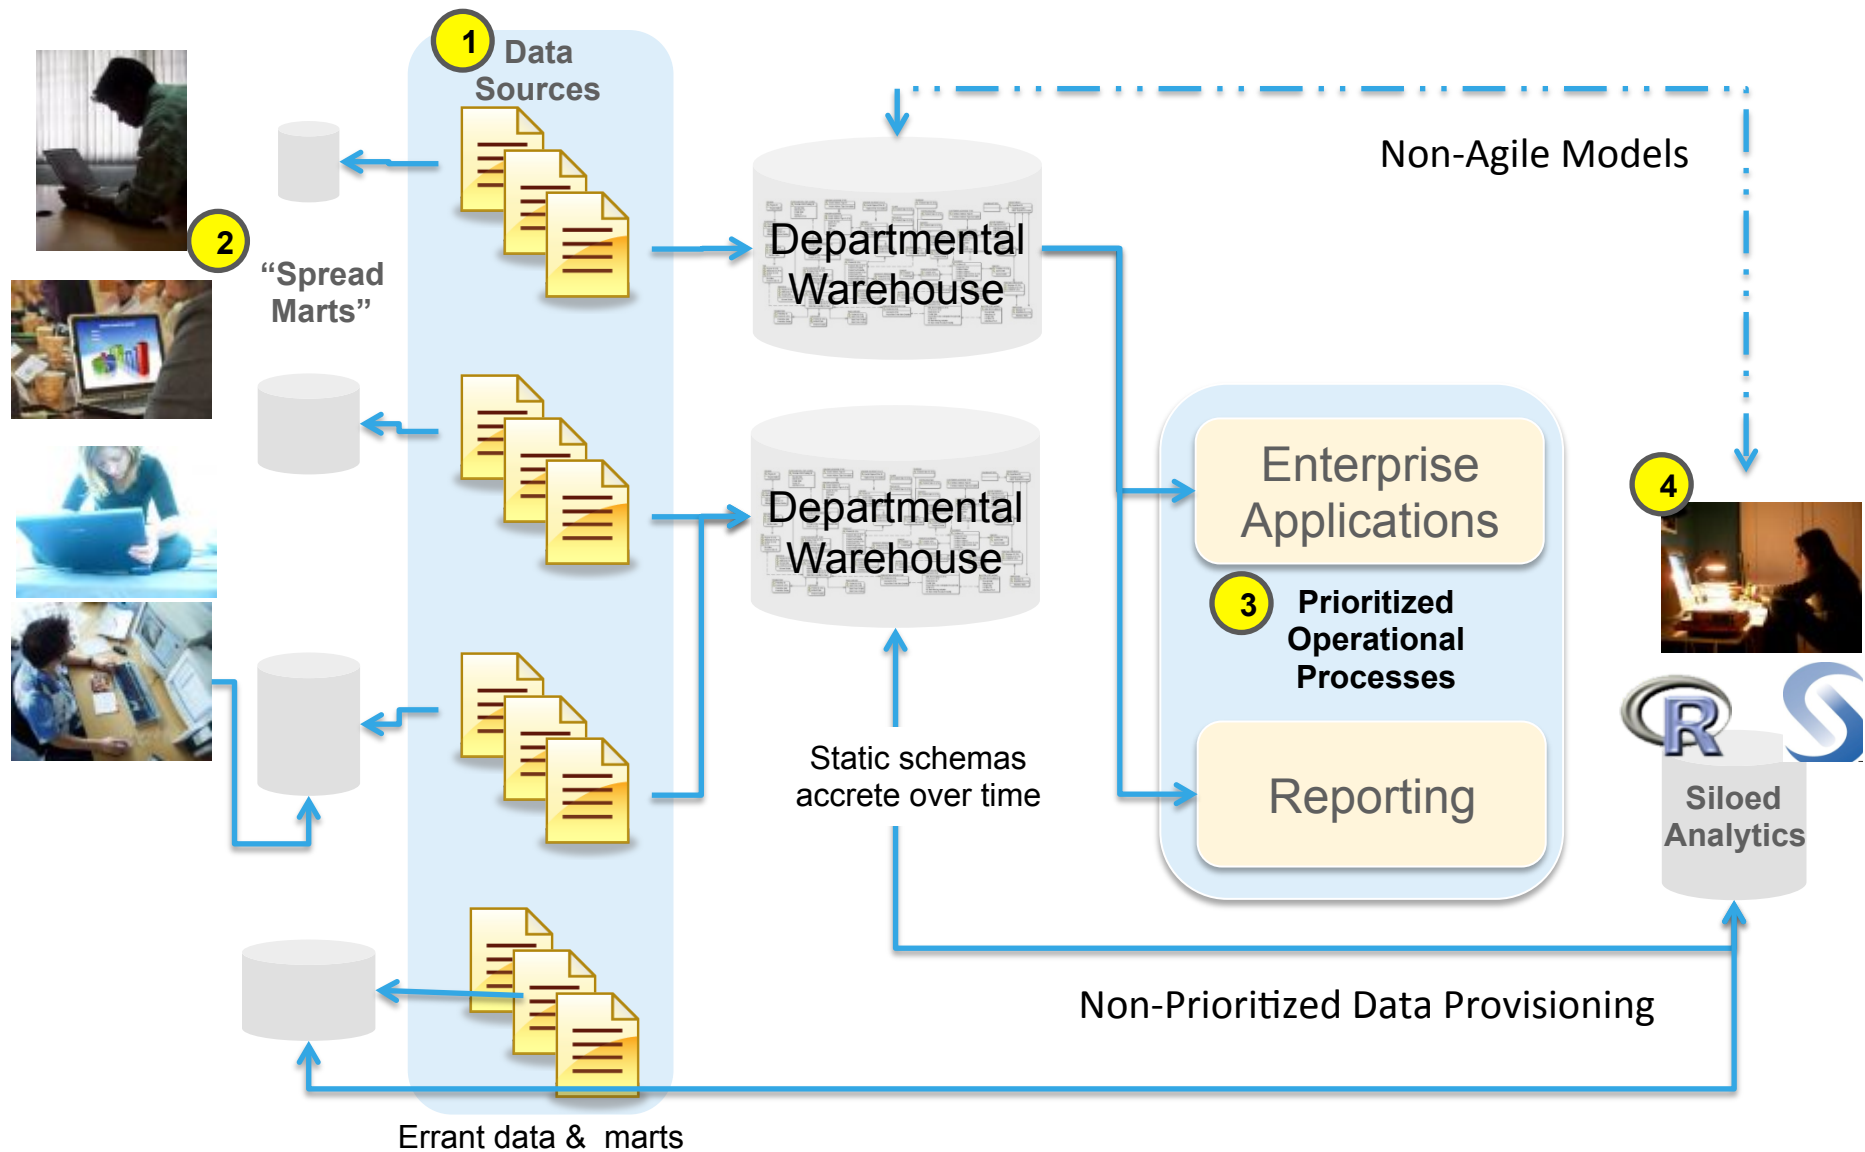 1
Data
Sources
2
“Spread
Marts”
Departmental
Warehouse
Departmental
Warehouse
Non-Agile Models
Enterprise
Applications
3
Prioritized
Operational
Processes
Reporting
4
R
Siloed
Analytics
Static schemas
accrete over time
Non-Prioritized Data Provisioning
Errant data &  marts